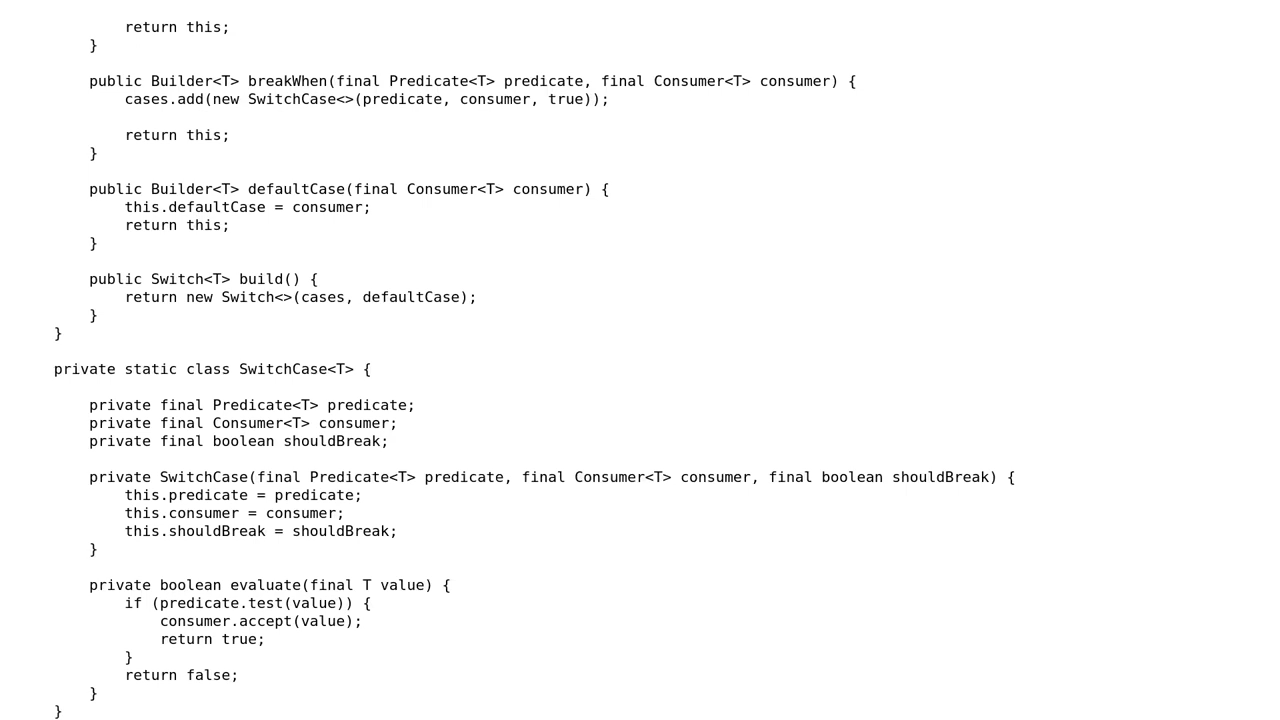 return this;
}
public Builder<T> breakWhen(final Predicate<T> predicate, final Consumer<T> consumer) {
cases.add(new SwitchCase<>(predicate, consumer, true));
return this;
}
public Builder<T> defaultCase(final Consumer<T> consumer) {
this.defaultCase = consumer;
return this;
}
public Switch<T> build() {
return new Switch<>(cases, defaultCase);
}
}
private static class SwitchCase<T> {
private final Predicate<T> predicate;
private final Consumer<T> consumer;
private final boolean shouldBreak;
private SwitchCase(final Predicate<T> predicate, final Consumer<T> consumer, final boolean shouldBreak) {
this.predicate = predicate;
this.consumer = consumer;
this.shouldBreak = shouldBreak;
}
private boolean evaluate(final T value) {
if (predicate.test(value)) {
consumer.accept(value);
return true;
}
return false;
}
}